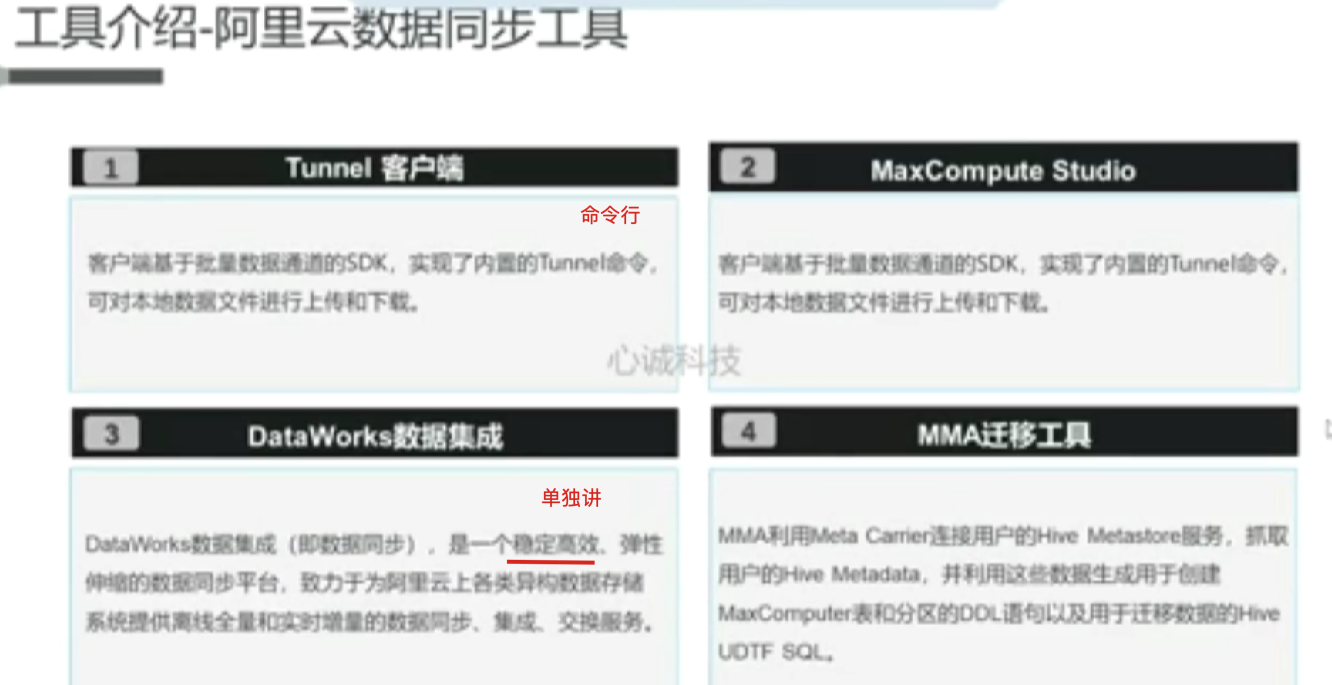 工具介绍-阿里云数据同步工具
1
Tunnel 客户端
命令行
客户端基于批量数据通道的SDK，实现了内置的Tunnel命令，
可对本地数据文件进行上传和下载。
2
MaxCompute Studio
客户端基于批量数据通道的SDK，实现了内置的Tunnel命令，
可对本地数据文件进行上传和下载。
心诚科技
3
DataWorks数据集成
单独讲
DataWorks数据集成（即数据同步），是一个稳定高效、弹性
伸缩的数据同步平台，致力于为阿里云上各类异构数据存储
系统提供离线全量和实时增量的数据同步、集成、交换服务。
4
MMA迁移工具
MMA利用Meta Carrier连接用户的Hive Metastore服务，抓取
用户的Hive Metadata，并利用这些数据生成用于创建
MaxComputer表和分区的DDL语句以及用于迁移数据的Hive
UDTF SQL。